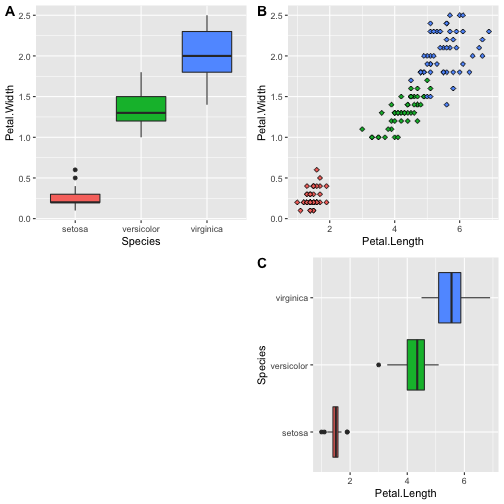 A
2.5
2.0
1.5
1.0
0.5
0.0
Petal.Width
setosa versicolor virginica
Species
B
2.5
2.0
1.5
1.0
0.5
0.0
Petal.Width
2 4 6
Petal.Length
C
virginica
versicolor
setosa
Species
2 4 6
Petal.Length